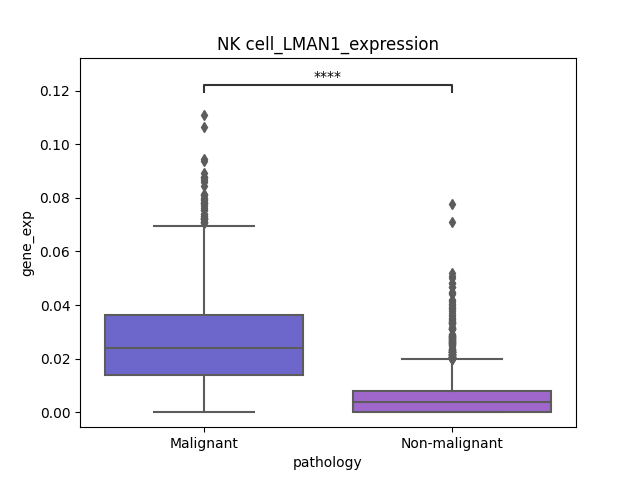 NK cell_LMAN1_expression
****
0.12
0.10
0.08
0.06
0.04
0.02
0.00
gene_exp
Malignant
Non-malignant
pathology